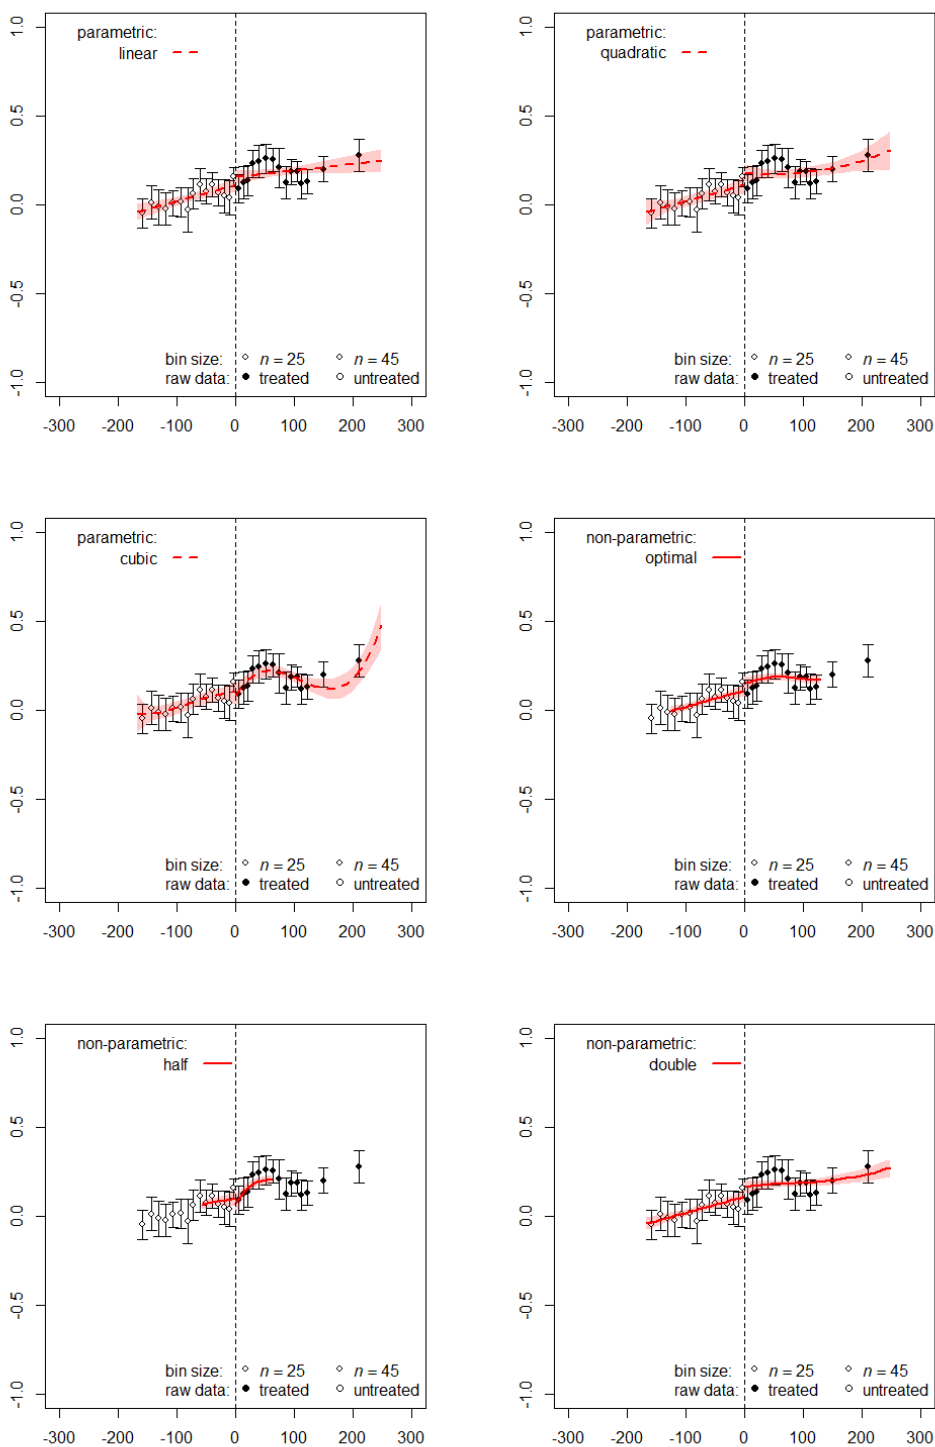 parametric:
linear
1.0
0.5
0.0
-0.5
-1.0
bin size: n = 25 n = 45
raw data: treated untreated
-300 -200 -100 0 100 200 300
parametric:
quadratic
1.0
0.5
0.0
-0.5
-1.0
bin size: n = 25 n = 45
raw data: treated untreated
-300 -200 -100 0 100 200 300
parametric:
cubic
1.0
0.5
0.0
-0.5
-1.0
bin size: n = 25 n = 45
raw data: treated untreated
-300 -200 -100 0 100 200 300
non-parametric:
optimal
1.0
0.5
0.0
-0.5
-1.0
bin size: n = 25 n = 45
raw data: treated untreated
-300 -200 -100 0 100 200 300
non-parametric:
half
1.0
0.5
0.0
-0.5
-1.0
bin size: n = 25 n = 45
raw data: treated untreated
-300 -200 -100 0 100 200 300
non-parametric:
double
1.0
0.5
0.0
-0.5
-1.0
bin size: n = 25 n = 45
raw data: treated untreated
-300 -200 -100 0 100 200 300